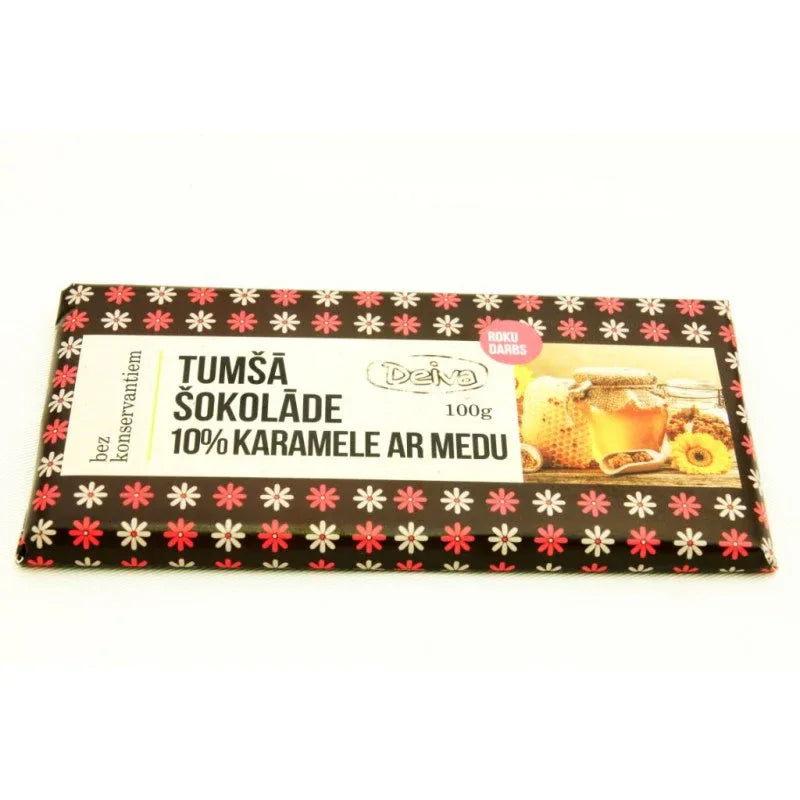 bez
konservantiem
TUMŠĀ
ŠOKOLĀDE
10% KARAMELE AR MEDU
Deiva
100g
ROKU
DARBS